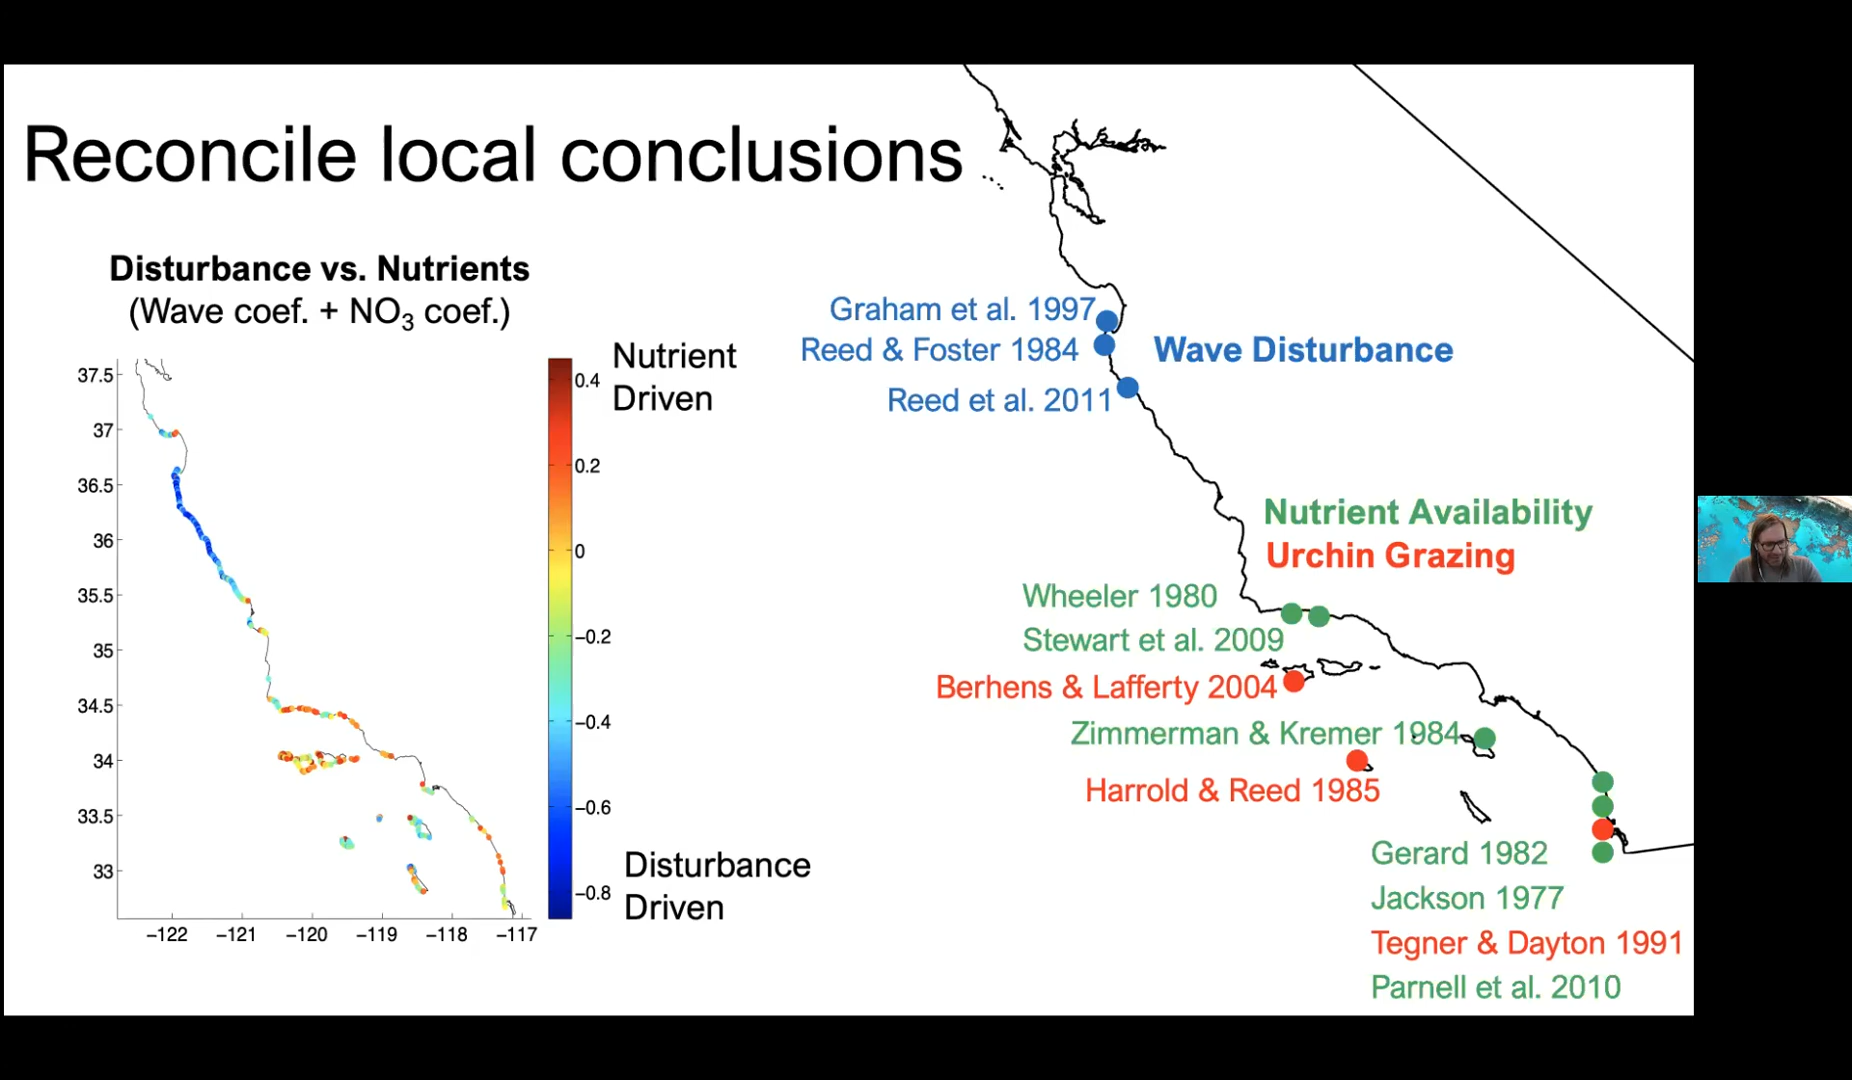 Reconcile local conclusions
Disturbance vs. Nutrients
(Wave coef. + NO₃ coef.)
Nutrient
Driven
Disturbance
Driven
37.5
37
36.5
36
35.5
35
34.5
34
33.5
33
−122
−121
−120
−119
−118
−117
0.4
0.2
0
−0.2
−0.4
−0.6
−0.8
Graham et al. 1997
Reed & Foster 1984
Reed et al. 2011
Wave Disturbance
Nutrient Availability
Urchin Grazing
Wheeler 1980
Stewart et al. 2009
Berhens & Lafferty 2004
Zimmerman & Kremer 1984
Harrold & Reed 1985
Gerard 1982
Jackson 1977
Tegner & Dayton 1991
Parnell et al. 2010